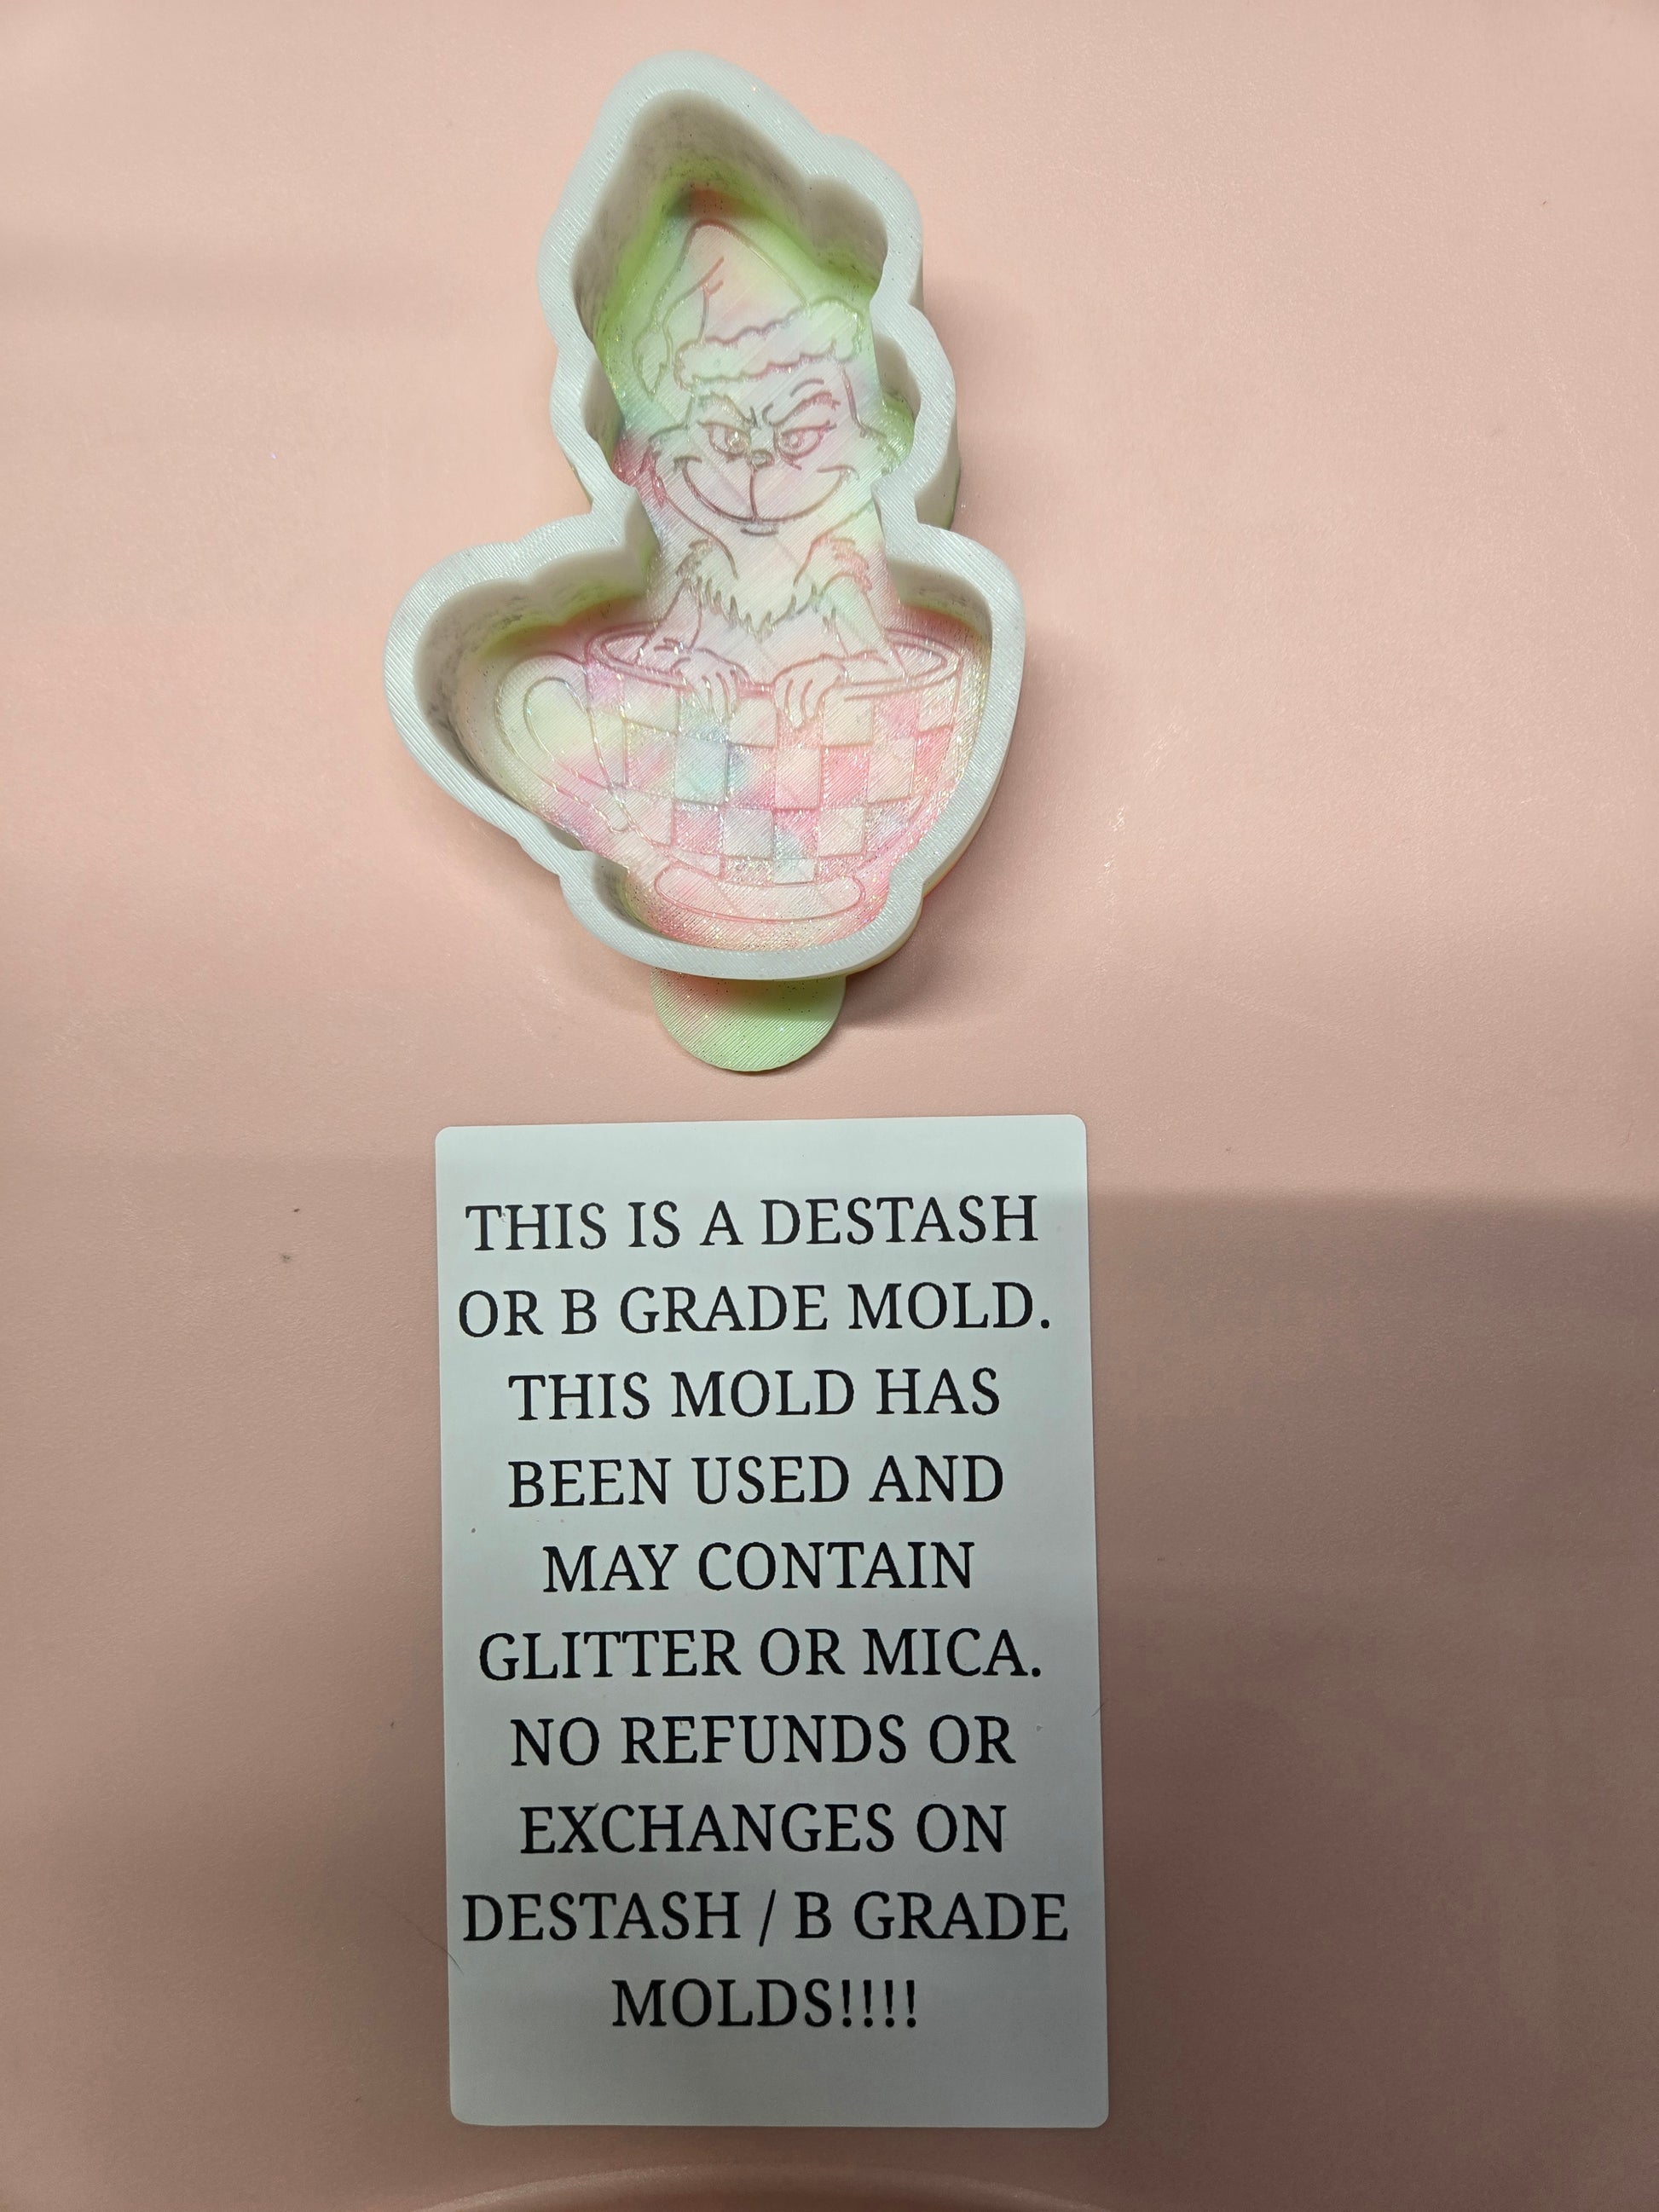 THIS IS A DESTASH
OR B GRADE MOLD.
THIS MOLD HAS
BEEN USED AND
MAY CONTAIN
GLITTER OR MICA.
NO REFUNDS OR
EXCHANGES ON
DESTASH / B GRADE
MOLDS!!!!